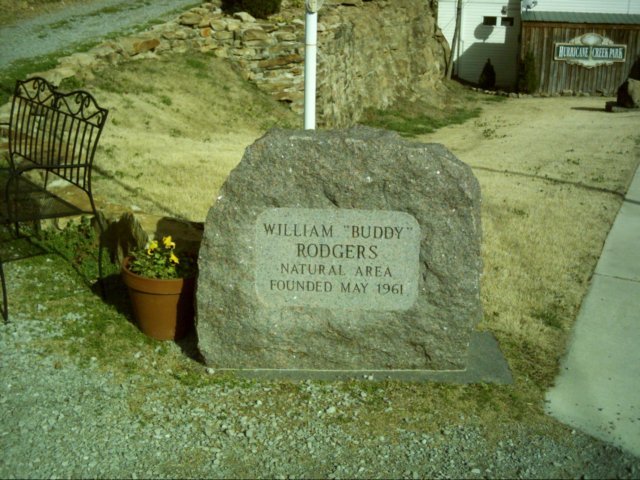 HURRICANE CREEK PARK
WILLIAM "BUDDY"
RODGERS
NATURAL AREA
FOUNDED MAY 1961